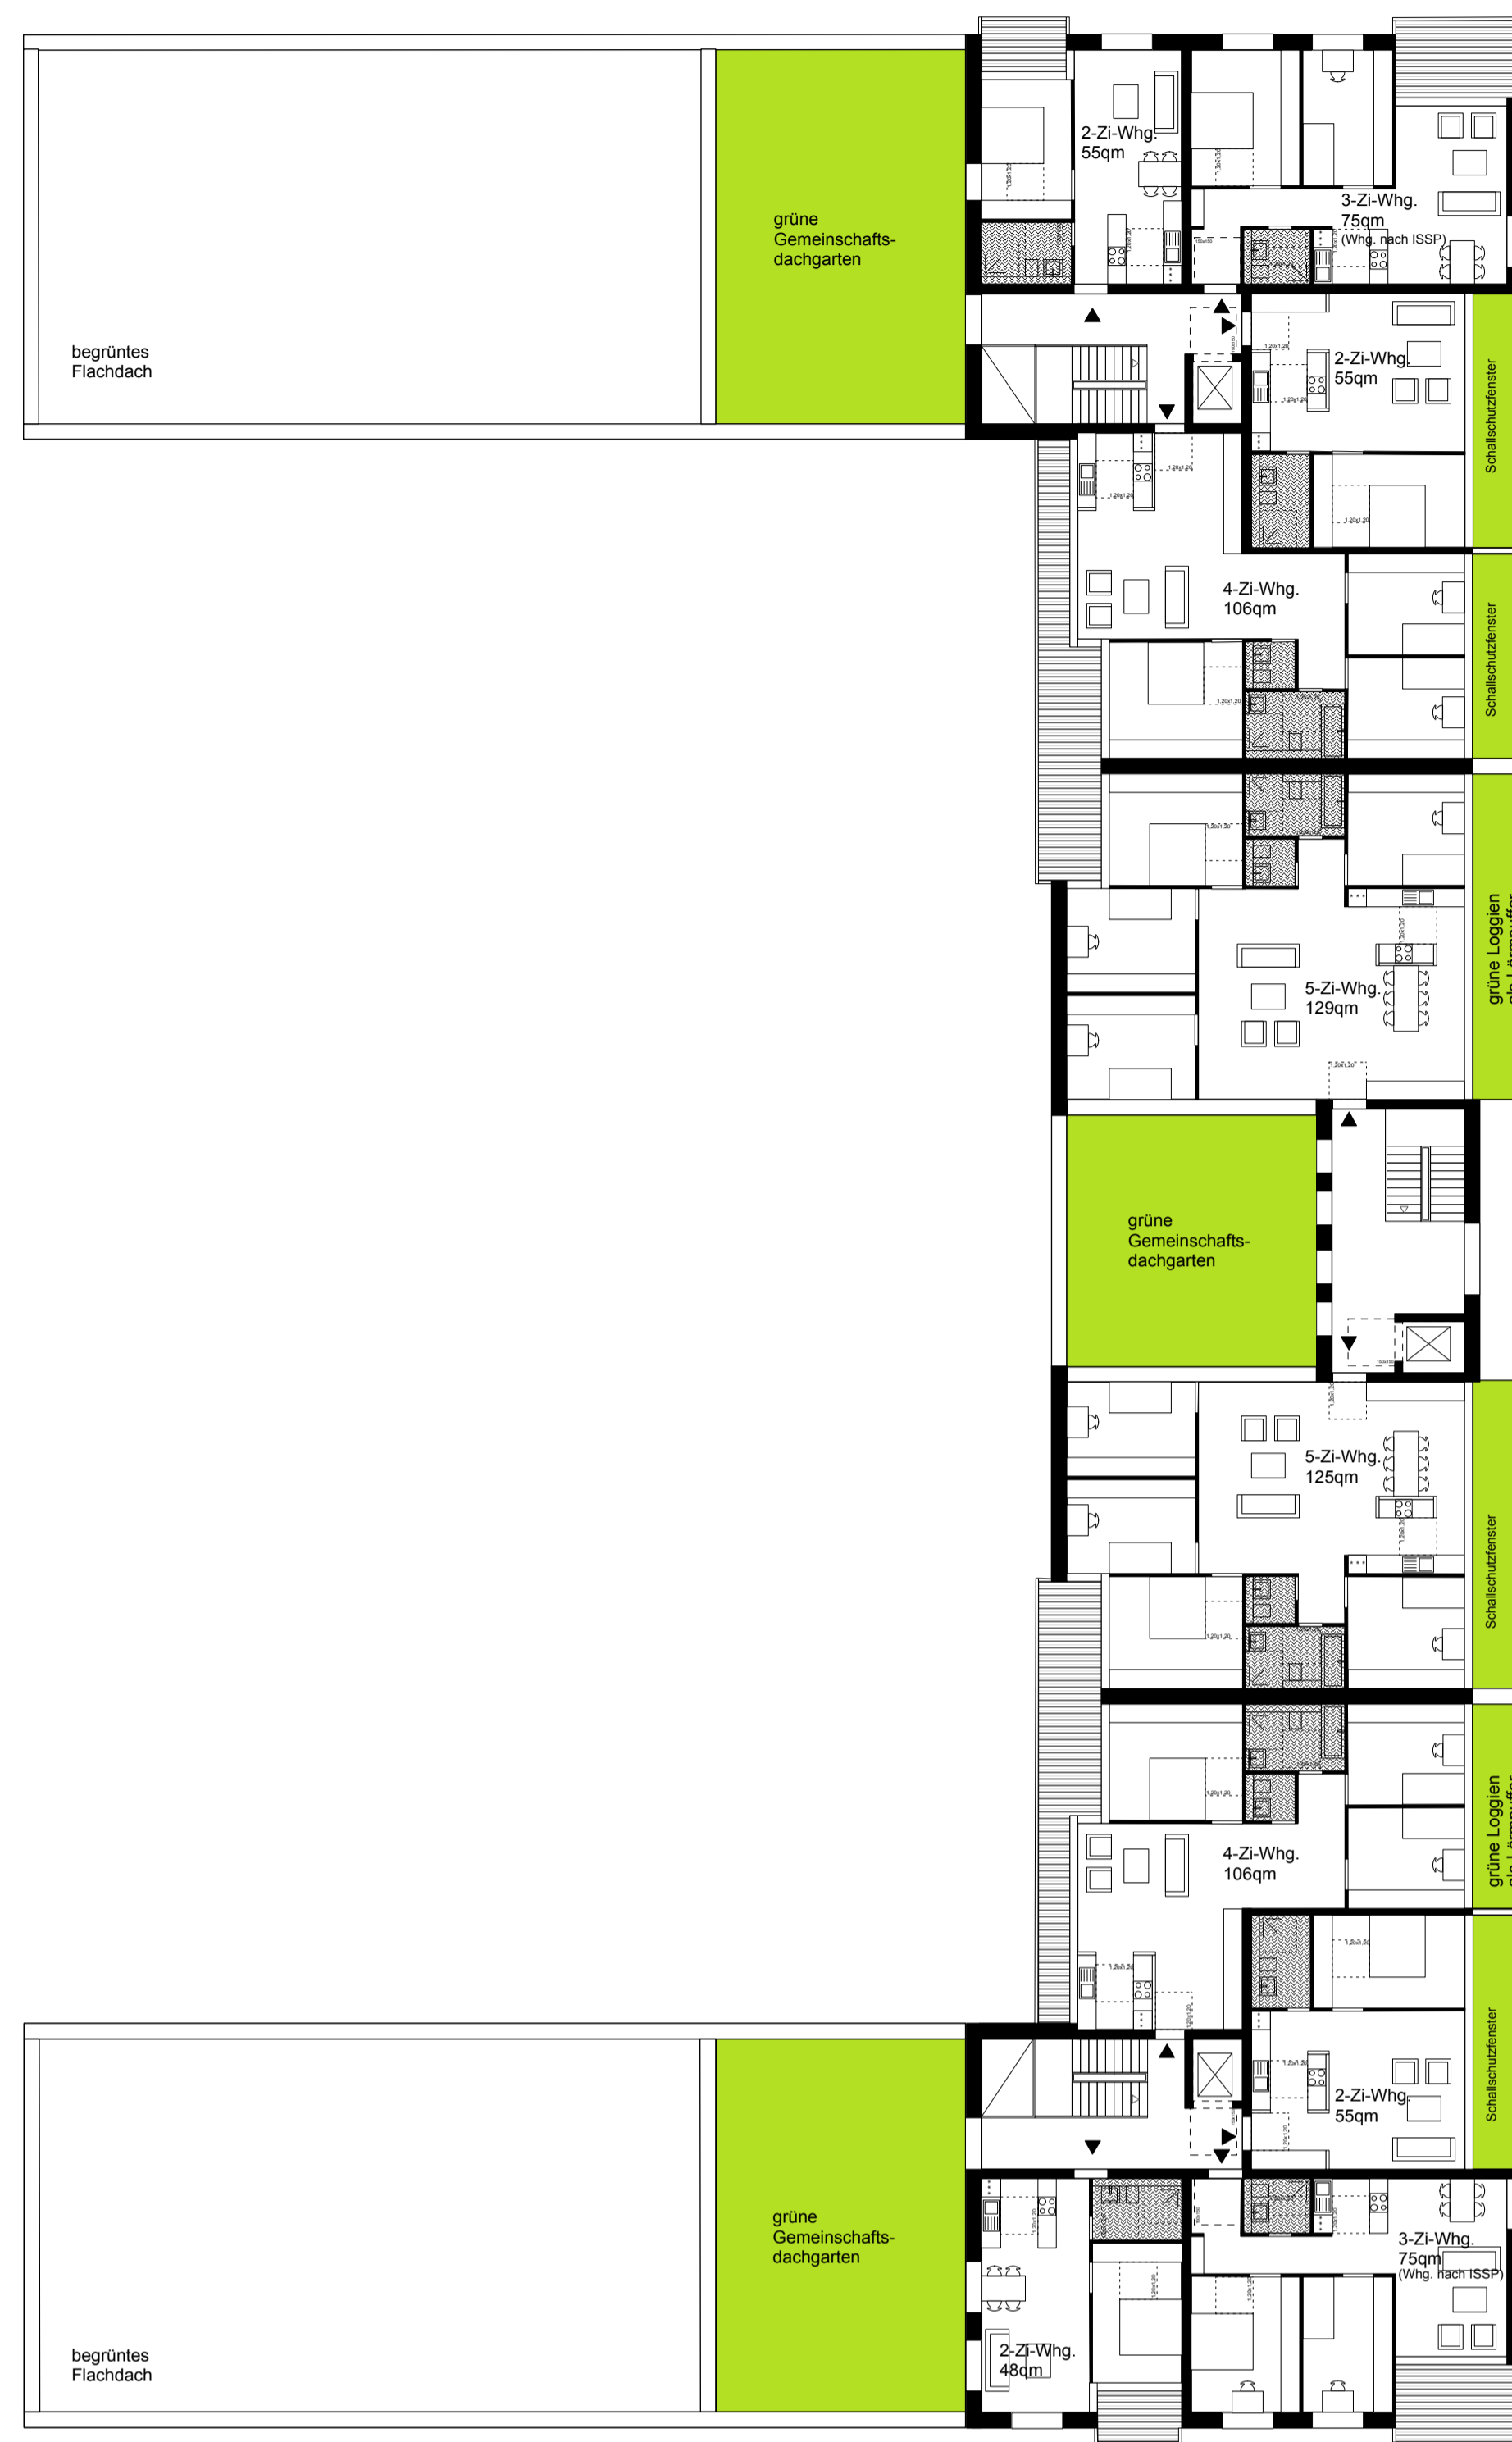 2-Zi-Whg.
55qm
3-Zi-Whg.
75qm
(Whg. nach ISSP)
grüne
Gemeinschafts-
dachgarten
begrüntes
Flachdach
2-Zi-Whg.
55qm
Schallschutzfenster
4-Zi-Whg.
106qm
Schallschutzfenster
5-Zi-Whg.
129qm
grüne Loggien
grüne
Gemeinschafts-
dachgarten
5-Zi-Whg.
125qm
Schallschutzfenster
4-Zi-Whg.
106qm
grüne Loggien
2-Zi-Whg.
55qm
Schallschutzfenster
grüne
Gemeinschafts-
dachgarten
3-Zi-Whg.
75qm
(Whg. nach ISSP)
begrüntes
Flachdach
2-Zi-Whg.
48qm